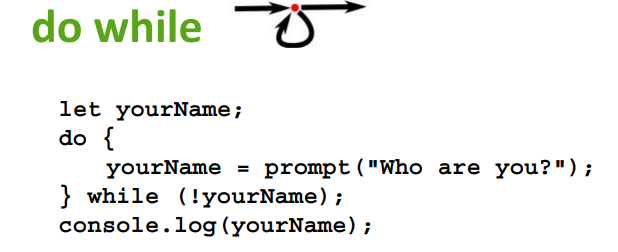 do while
let yourName;
do {
yourName = prompt("Who are you?");
} while (!yourName);
console.log(yourName);